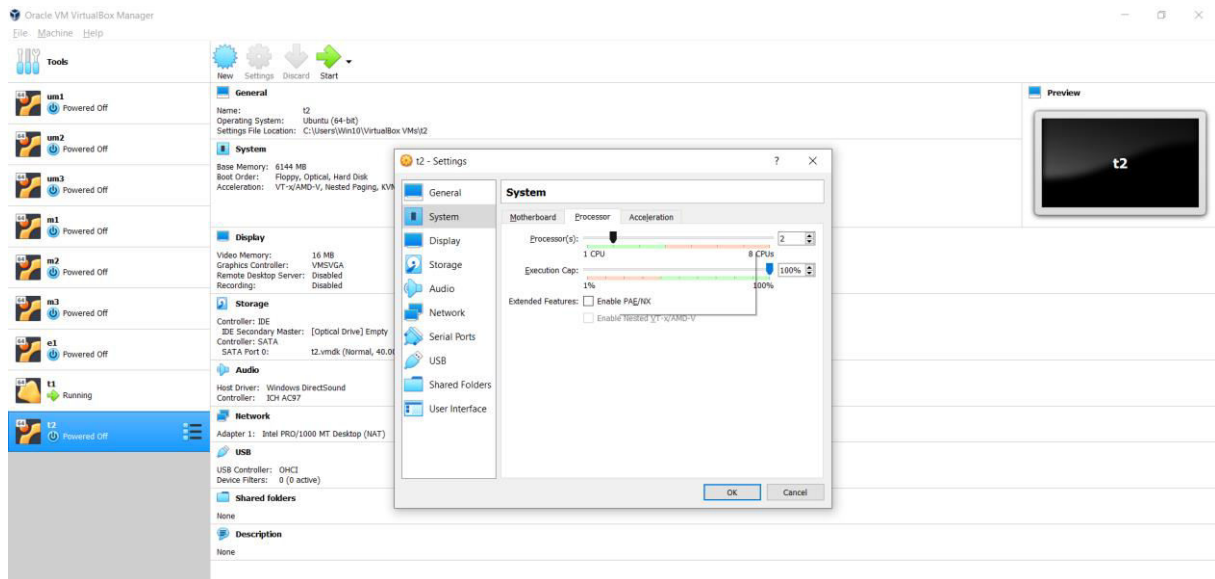 Oracle VM VirtualBox Manager
File Machine Help
Tools
New Settings Discard Start
um1
Powered Off
um2
Powered Off
um3
Powered Off
m1
Powered Off
m2
Powered Off
m3
Powered Off
e1
Powered Off
t1
Running
t2
Powered Off
General
Name: t2
Operating System: Ubuntu (64-bit)
Settings File Location: C:\Users\Win10\VirtualBox VMs\t2
System
Base Memory: 6144 MB
Boot Order: Floppy, Optical, Hard Disk
Acceleration: VT-x/AMD-V, Nested Paging, KVM
Display
Video Memory: 16 MB
Graphics Controller: VMSVGA
Remote Desktop Server: Disabled
Recording: Disabled
Storage
Controller: IDE
IDE Secondary Master: [Optical Drive] Empty
Controller: SATA
SATA Port 0: t2.vmdk (Normal, 40.00
Audio
Host Driver: Windows DirectSound
Controller: ICH AC97
Network
Adapter 1: Intel PRO/1000 MT Desktop (NAT)
USB
USB Controller: OHCI
Device Filters: 0 (0 active)
Shared folders
None
Description
None
Preview
t2
t2 - Settings
General
System
Display
Storage
Audio
Network
Serial Ports
USB
Shared Folders
User Interface
System
Motherboard Processor Acceleration
Processor(s): 2
1 CPU 8 CPUs
Execution Cap: 100%
1% 100%
Extended Features: Enable PAE/NX
Enable Nested VT-x/AMD-V
OK Cancel